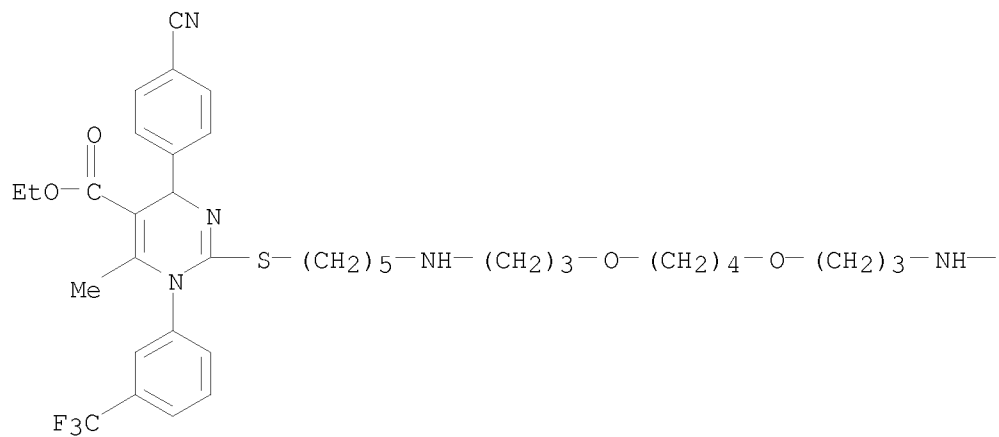 CN
O
EtO C
N
S (CH2)5 NH (CH2)3 O (CH2)4 O (CH2)3 NH
Me N
F3C